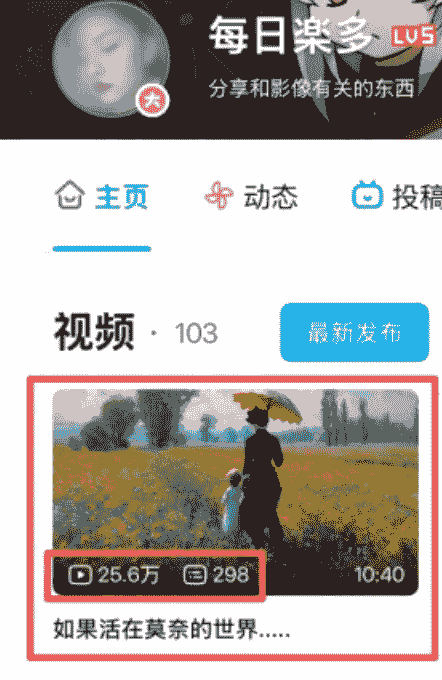 每日楽多 LV5
分享和影像有关的东西
大
主页 动态 投稿
视频 · 103 最新发布
25.6万 298 10:40
如果活在莫奈的世界.....